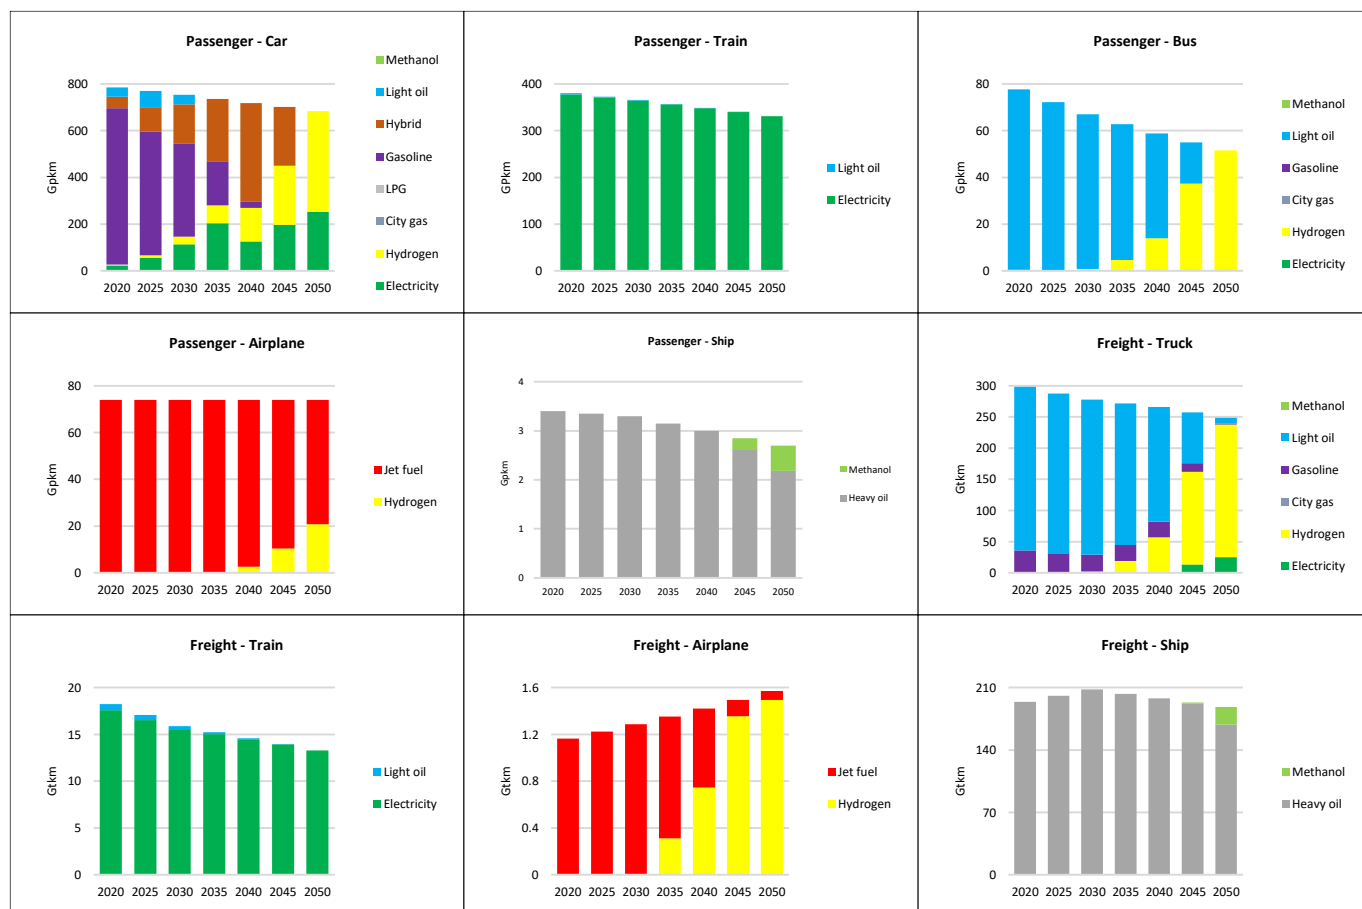 Passenger - Car
Gpkm
800
600
400
200
0
2020 2025 2030 2035 2040 2045 2050
Methanol
Light oil
Hybrid
Gasoline
LPG
City gas
Hydrogen
Electricity
Passenger - Train
GPkm
400
300
200
100
0
2020 2025 2030 2035 2040 2045 2050
Light oil
Electricity
Passenger - Bus
Gpkm
80
60
40
20
0
2020 2025 2030 2035 2040 2045 2050
Methanol
Light oil
Gasoline
City gas
Hydrogen
Electricity
Passenger - Airplane
Gpkm
80
60
40
20
0
2020 2025 2030 2035 2040 2045 2050
Jet fuel
Hydrogen
Passenger - Ship
Gpkm
4
3
2
1
0
2020 2025 2030 2035 2040 2045 2050
Methanol
Heavy oil
Freight - Truck
Gtkm
300
250
200
150
100
50
0
2020 2025 2030 2035 2040 2045 2050
Methanol
Light oil
Gasoline
City gas
Hydrogen
Electricity
Freight - Train
Gtkm
20
15
10
5
0
2020 2025 2030 2035 2040 2045 2050
Light oil
Electricity
Freight - Airplane
Gtkm
1.6
1.2
0.8
0.4
0
2020 2025 2030 2035 2040 2045 2050
Jet fuel
Hydrogen
Freight - Ship
Gtkm
210
140
70
0
2020 2025 2030 2035 2040 2045 2050
Methanol
Heavy oil